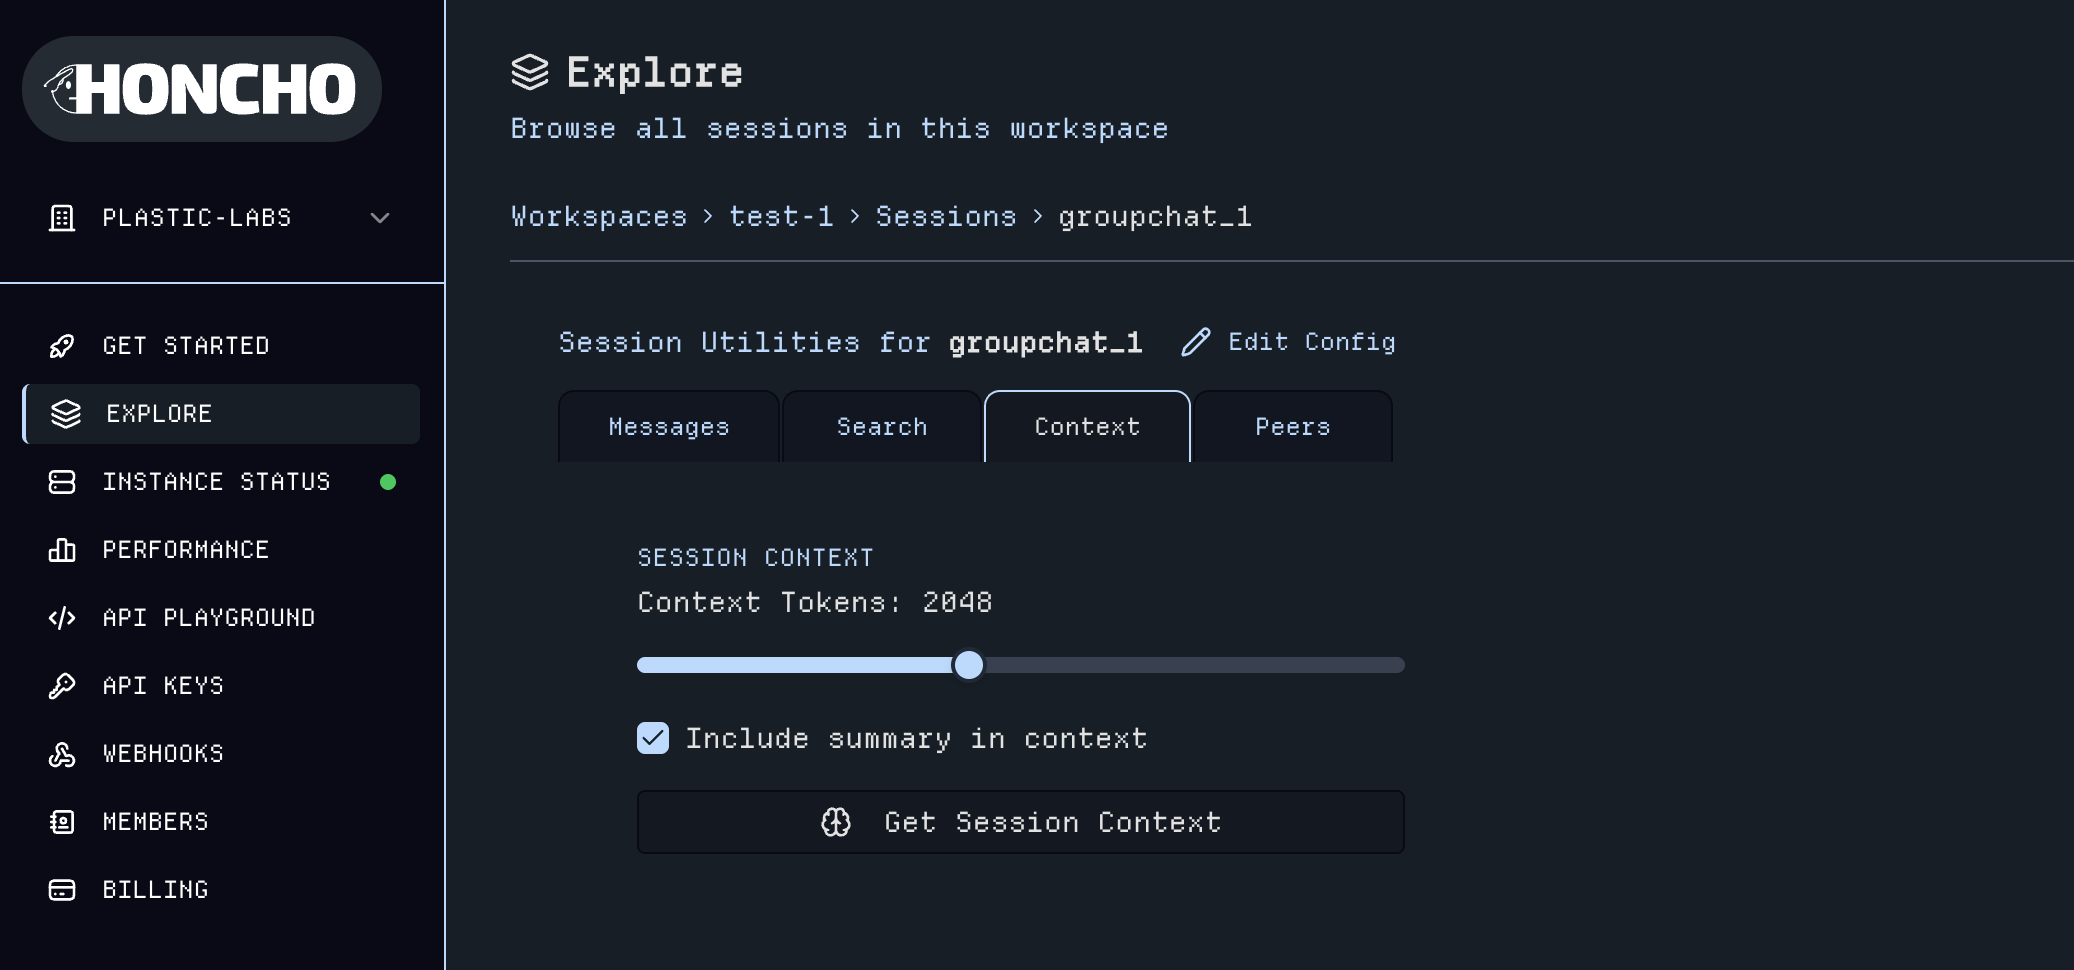 HONCHO
PLASTIC-LABS
GET STARTED
EXPLORE
INSTANCE STATUS
PERFORMANCE
API PLAYGROUND
API KEYS
WEBHOOKS
MEMBERS
BILLING
Explore
Browse all sessions in this workspace
Workspaces > test-1 > Sessions > groupchat_1
Session Utilities for groupchat_1 Edit Config
Messages Search Context Peers
SESSION CONTEXT
Context Tokens: 2048
Include summary in context
Get Session Context